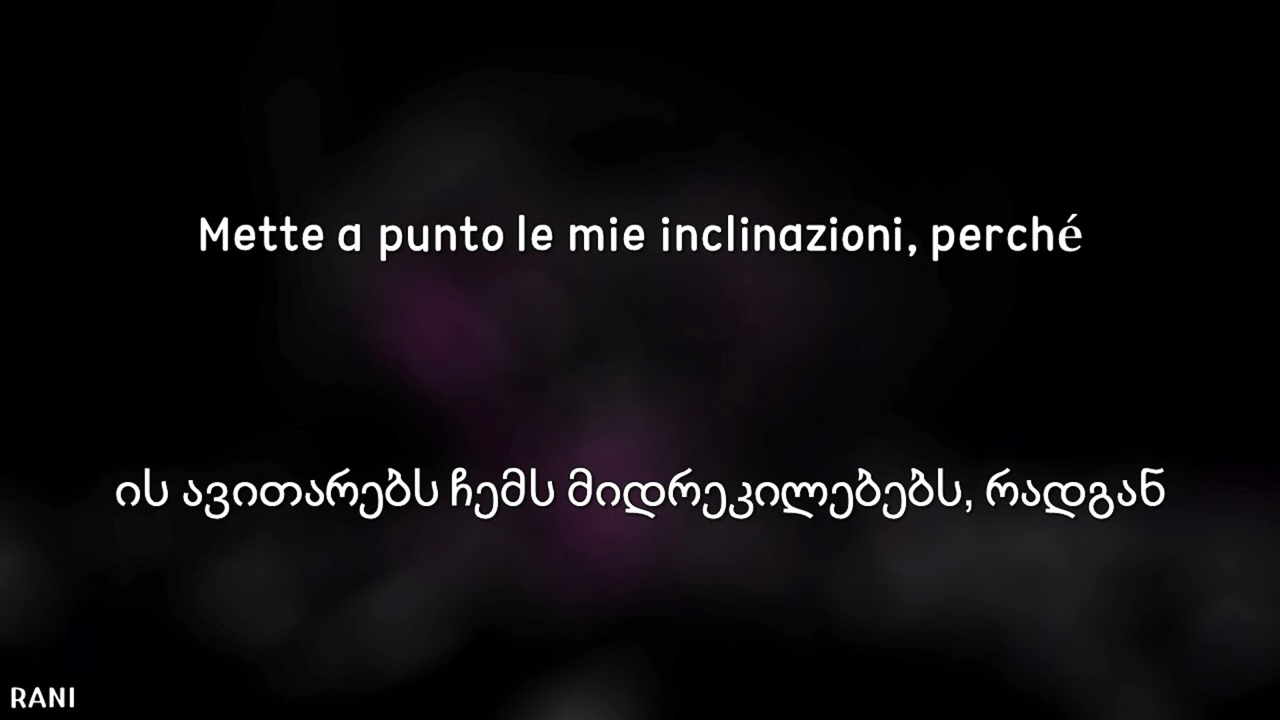 Mette a punto le mie inclinazioni, perché
ის ავითარებს ჩემს მიდრეკილებებს, რადგან
RANI